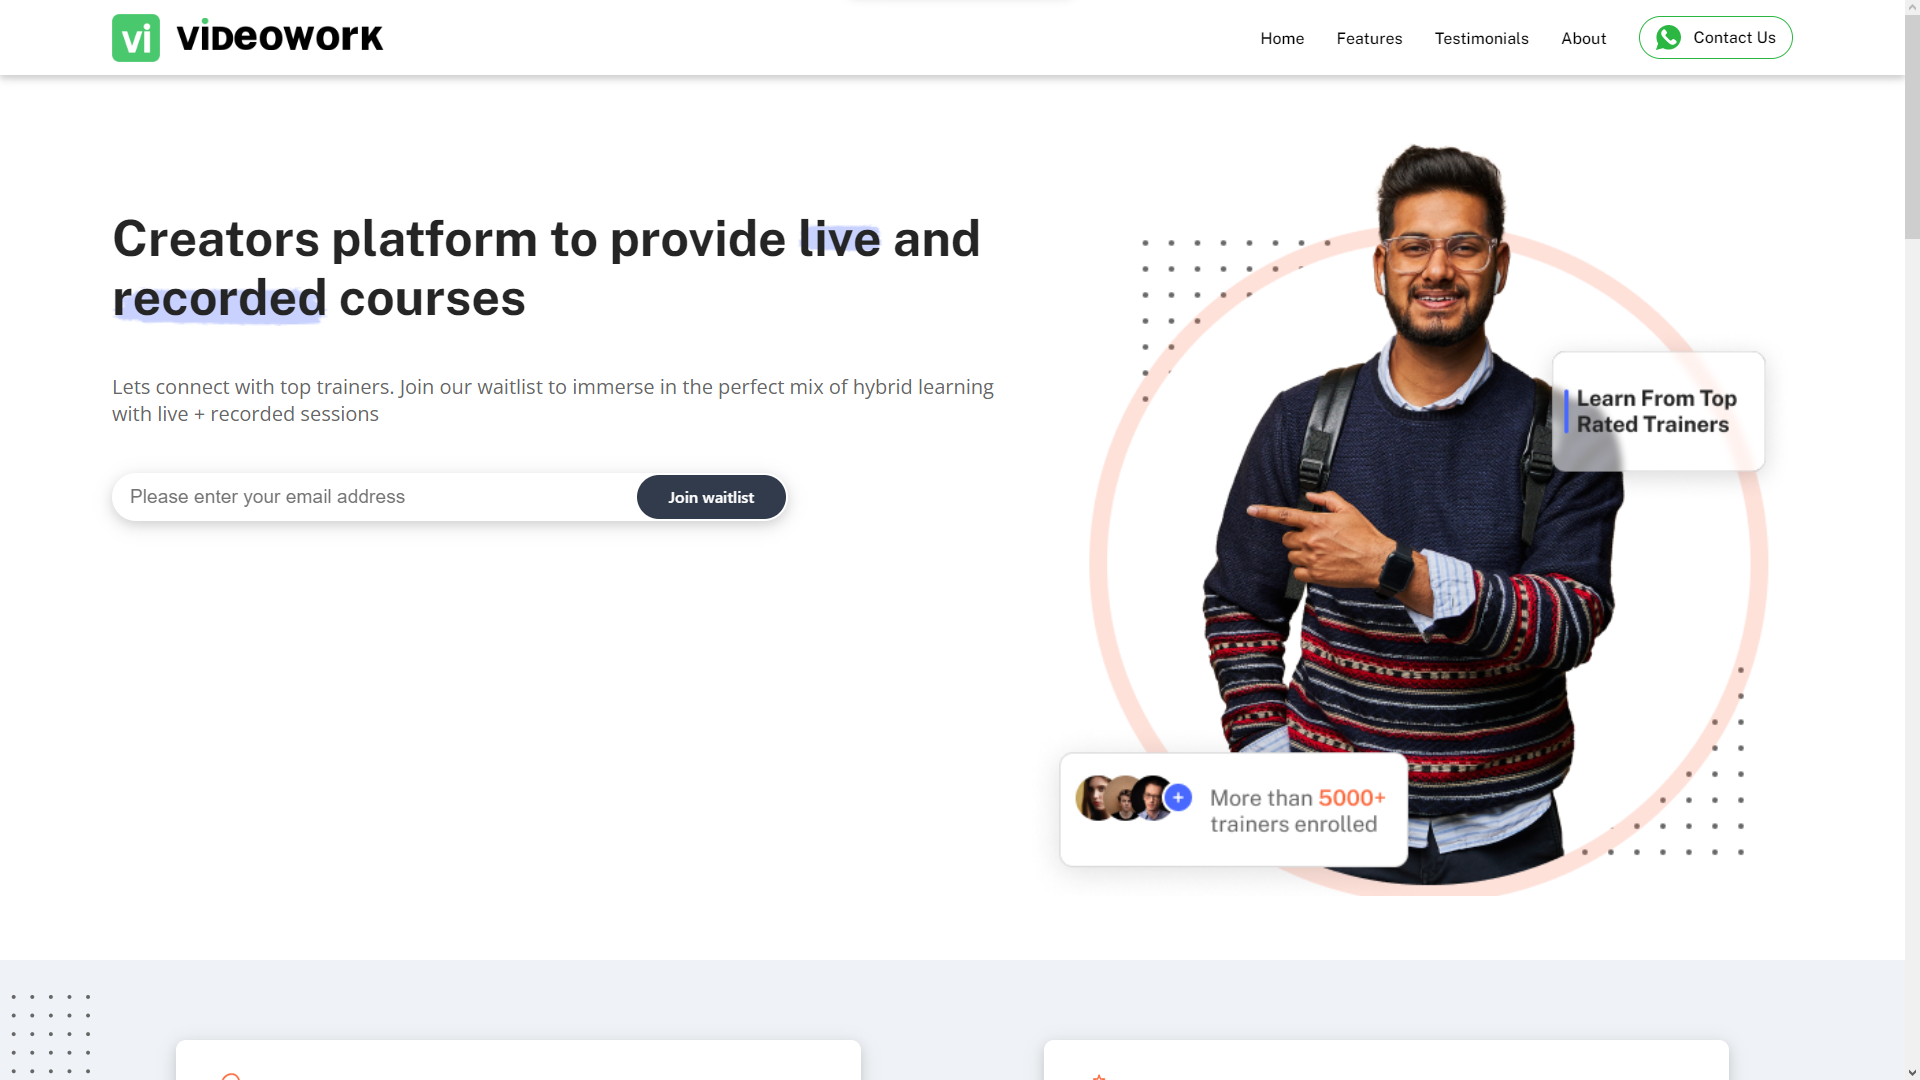 vi VIDEOWORK
Home
Features
Testimonials
About
Contact Us
Creators platform to provide live and
recorded courses
Lets connect with top trainers. Join our waitlist to immerse in the perfect mix of hybrid learning
with live + recorded sessions
Please enter your email address
Join waitlist
Learn From Top
Rated Trainers
+
More than 5000+
trainers enrolled